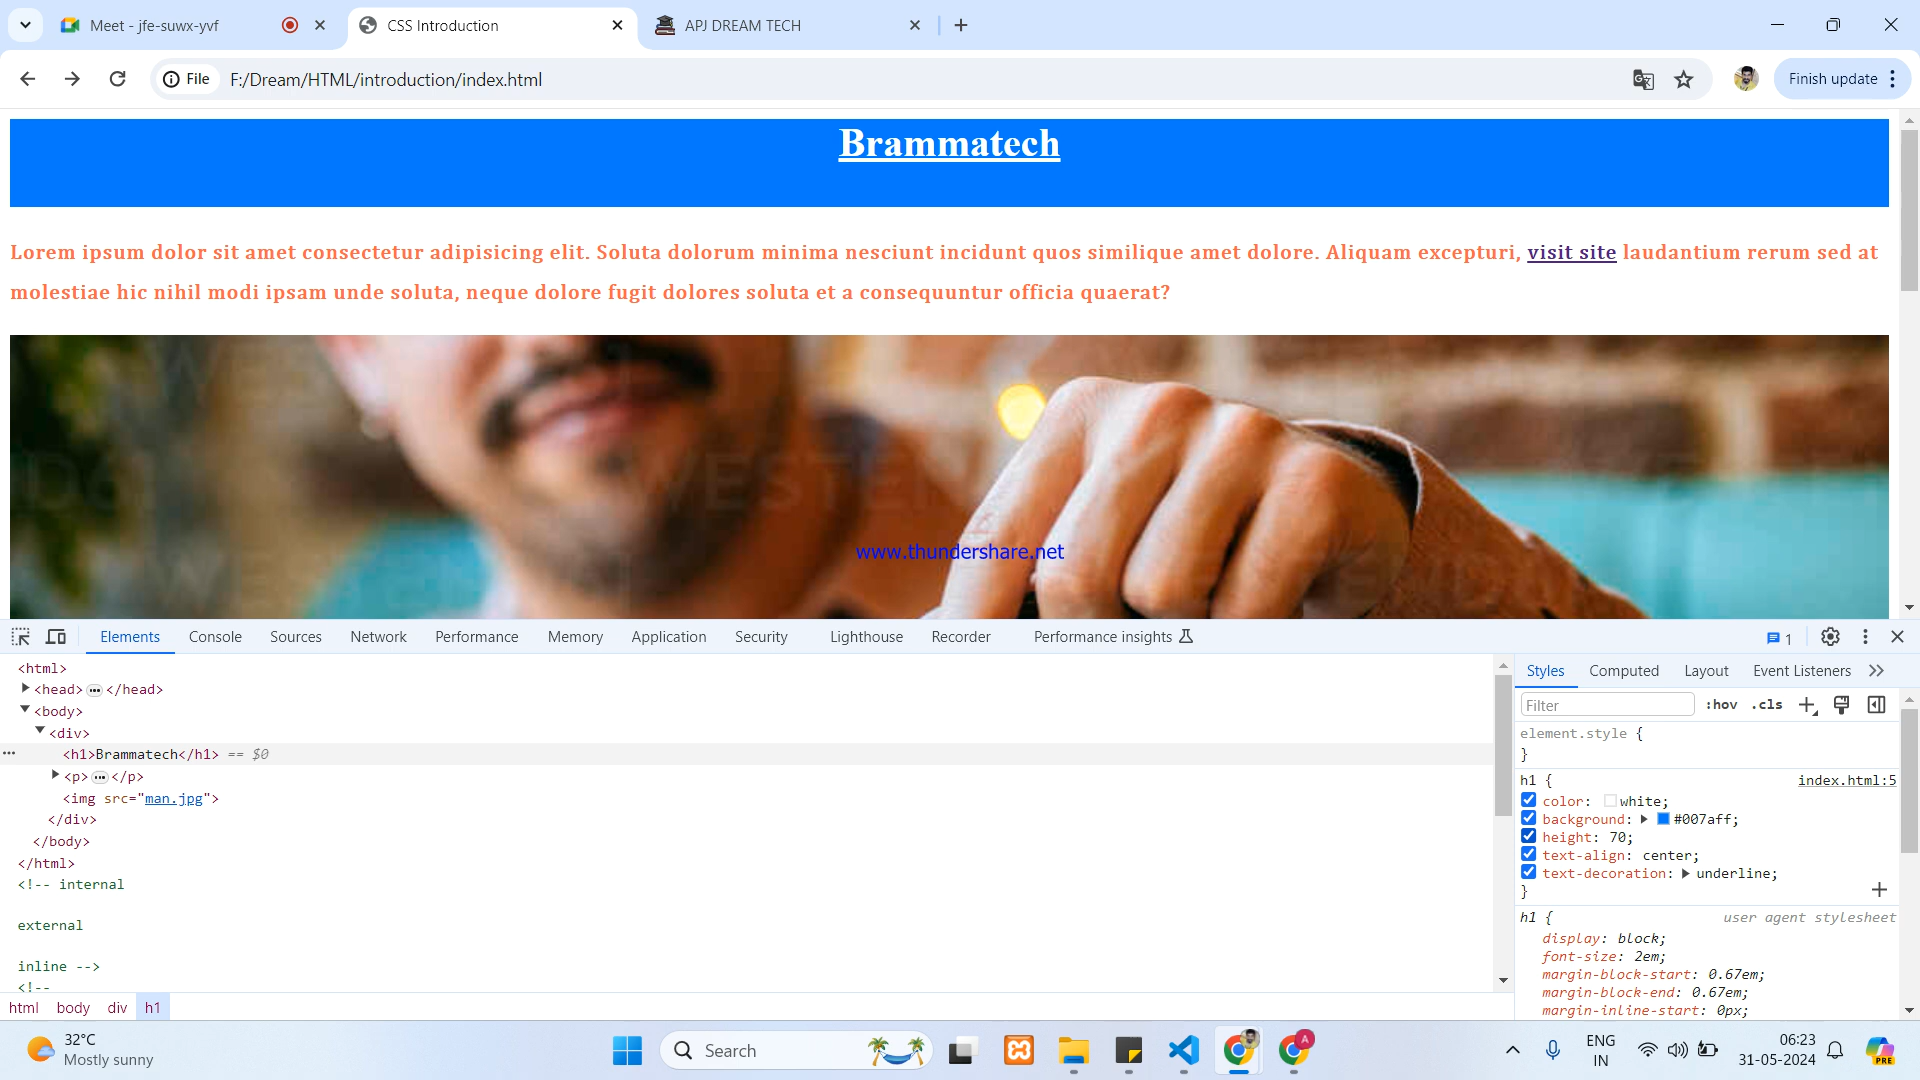 Meet - jfe-suwx-yvf
CSS Introduction
APJ DREAM TECH
File
F:/Dream/HTML/introduction/index.html
Finish update
Brammatech
Lorem ipsum dolor sit amet consectetur adipisicing elit. Soluta dolorum minima nesciunt incidunt quos similique amet dolore. Aliquam excepturi, visit site laudantium rerum sed at
molestiae hic nihil modi ipsam unde soluta, neque dolore fugit dolores soluta et a consequuntur officia quaerat?
www.thundershare.net
Elements Console Sources Network Performance Memory Application Security Lighthouse Recorder Performance insights 1
<html>
<head> ••• </head>
<body>
<div>
<h1>Brammatech</h1> == $0
<p> ••• </p>
<img src="man.jpg">
</div>
</body>
</html>
<!-- internal
external
inline -->
<!--
html body div h1
Styles Computed Layout Event Listeners
Filter :hov .cls
element.style {
}
h1 { index.html:5
color: white;
background: #007aff;
height: 70;
text-align: center;
text-decoration: underline;
}
h1 { user agent stylesheet
display: block;
font-size: 2em;
margin-block-start: 0.67em;
margin-block-end: 0.67em;
margin-inline-start: 0px;
32°C
Mostly sunny
Search
A
ENG
IN
06:23
31-05-2024
PRE